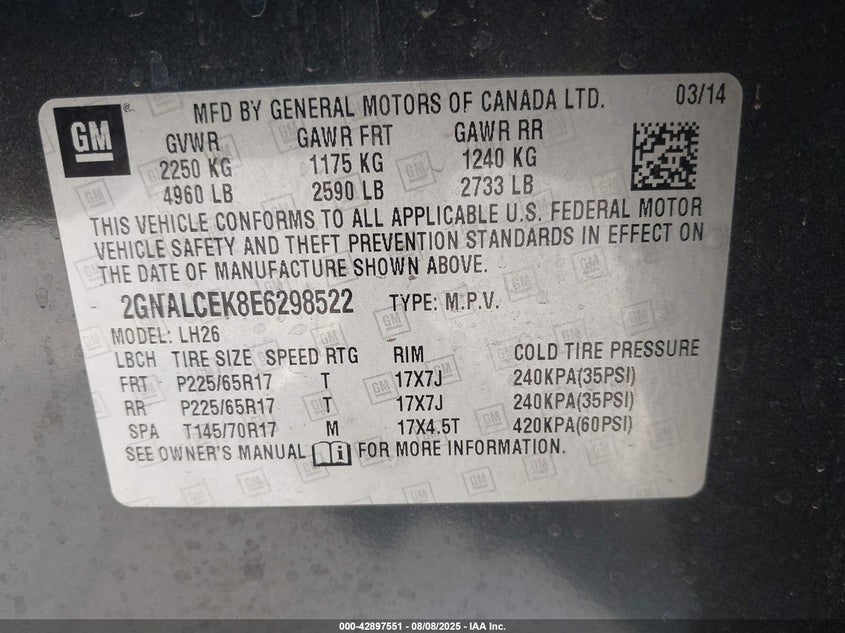 GM
MFD BY GENERAL MOTORS OF CANADA LTD. 03/14
GVWR GAWR FRT GAWR RR
2250 KG 1175 KG 1240 KG
4960 LB 2590 LB 2733 LB
THIS VEHICLE CONFORMS TO ALL APPLICABLE U.S. FEDERAL MOTOR
VEHICLE SAFETY AND THEFT PREVENTION STANDARDS IN EFFECT ON
THE DATE OF MANUFACTURE SHOWN ABOVE.
2GNALCEK8E6298522 TYPE: M.P.V.
MODEL: LH26
LBCH TIRE SIZE SPEED RTG RIM COLD TIRE PRESSURE
FRT P225/65R17 T 17X7J 240KPA(35PSI)
RR P225/65R17 T 17X7J 240KPA(35PSI)
SPA T145/70R17 M 17X4.5T 420KPA(60PSI)
SEE OWNER'S MANUAL i FOR MORE INFORMATION.
000-42897551 - 08/08/2025 - IAA Inc.